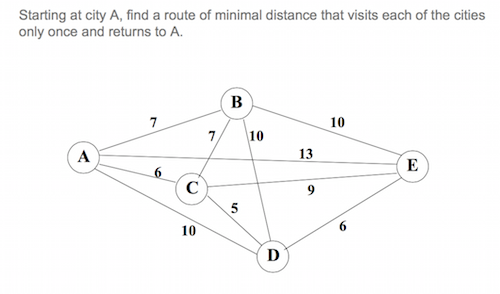 Starting at city A, find a route of minimal distance that visits each of the cities
only once and returns to A.
B
7
10
7
10
A
13
E
6
C
9
5
10
6
D